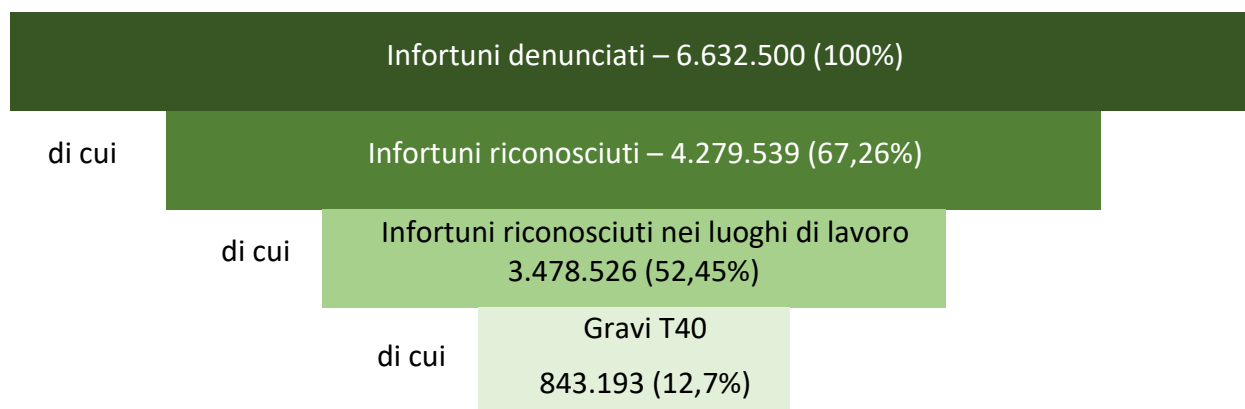 Infortuni denunciati – 6.632.500 (100%)
di cui
Infortuni riconosciuti – 4.279.539 (67,26%)
di cui
Infortuni riconosciuti nei luoghi di lavoro
3.478.526 (52,45%)
di cui
Gravi T40
843.193 (12,7%)